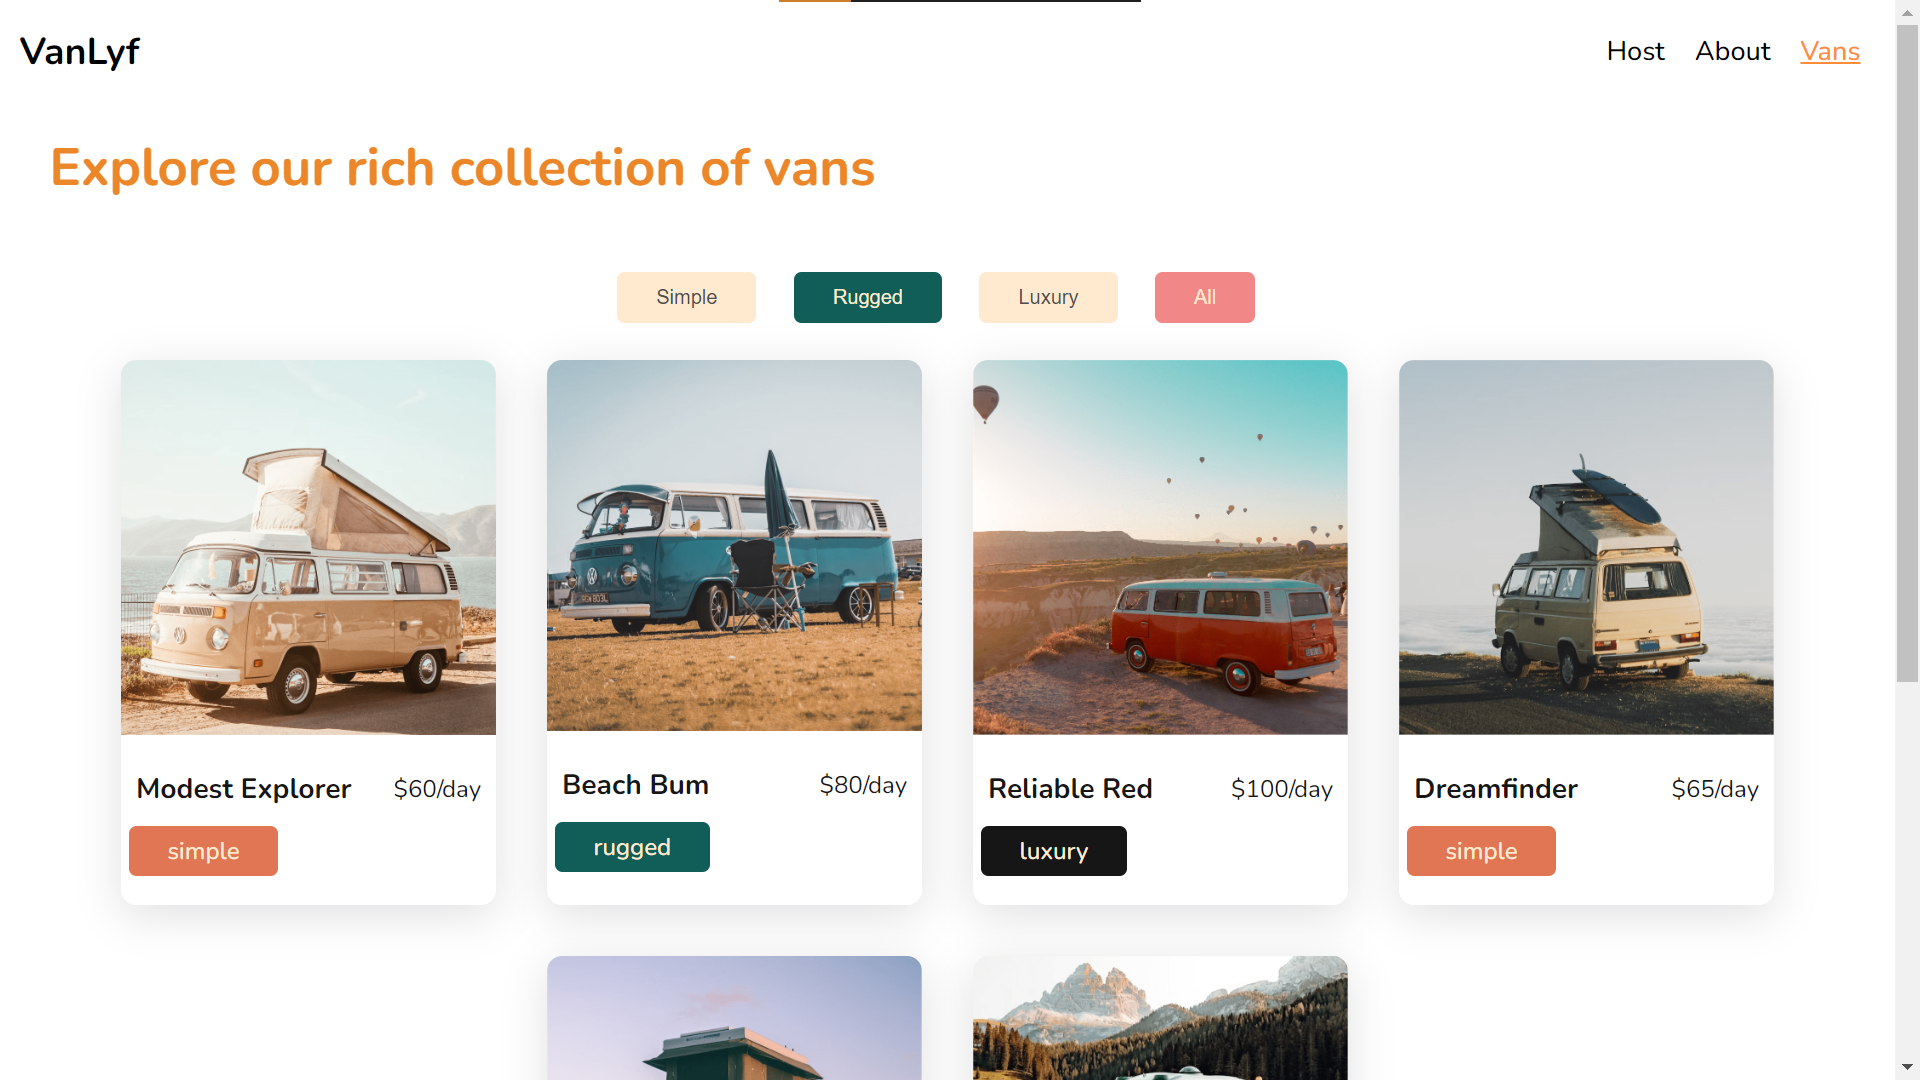 VanLyf
Host About Vans
Explore our rich collection of vans
Simple Rugged Luxury All
Modest Explorer $60/day
simple
Beach Bum $80/day
rugged
Reliable Red $100/day
luxury
Dreamfinder $65/day
simple